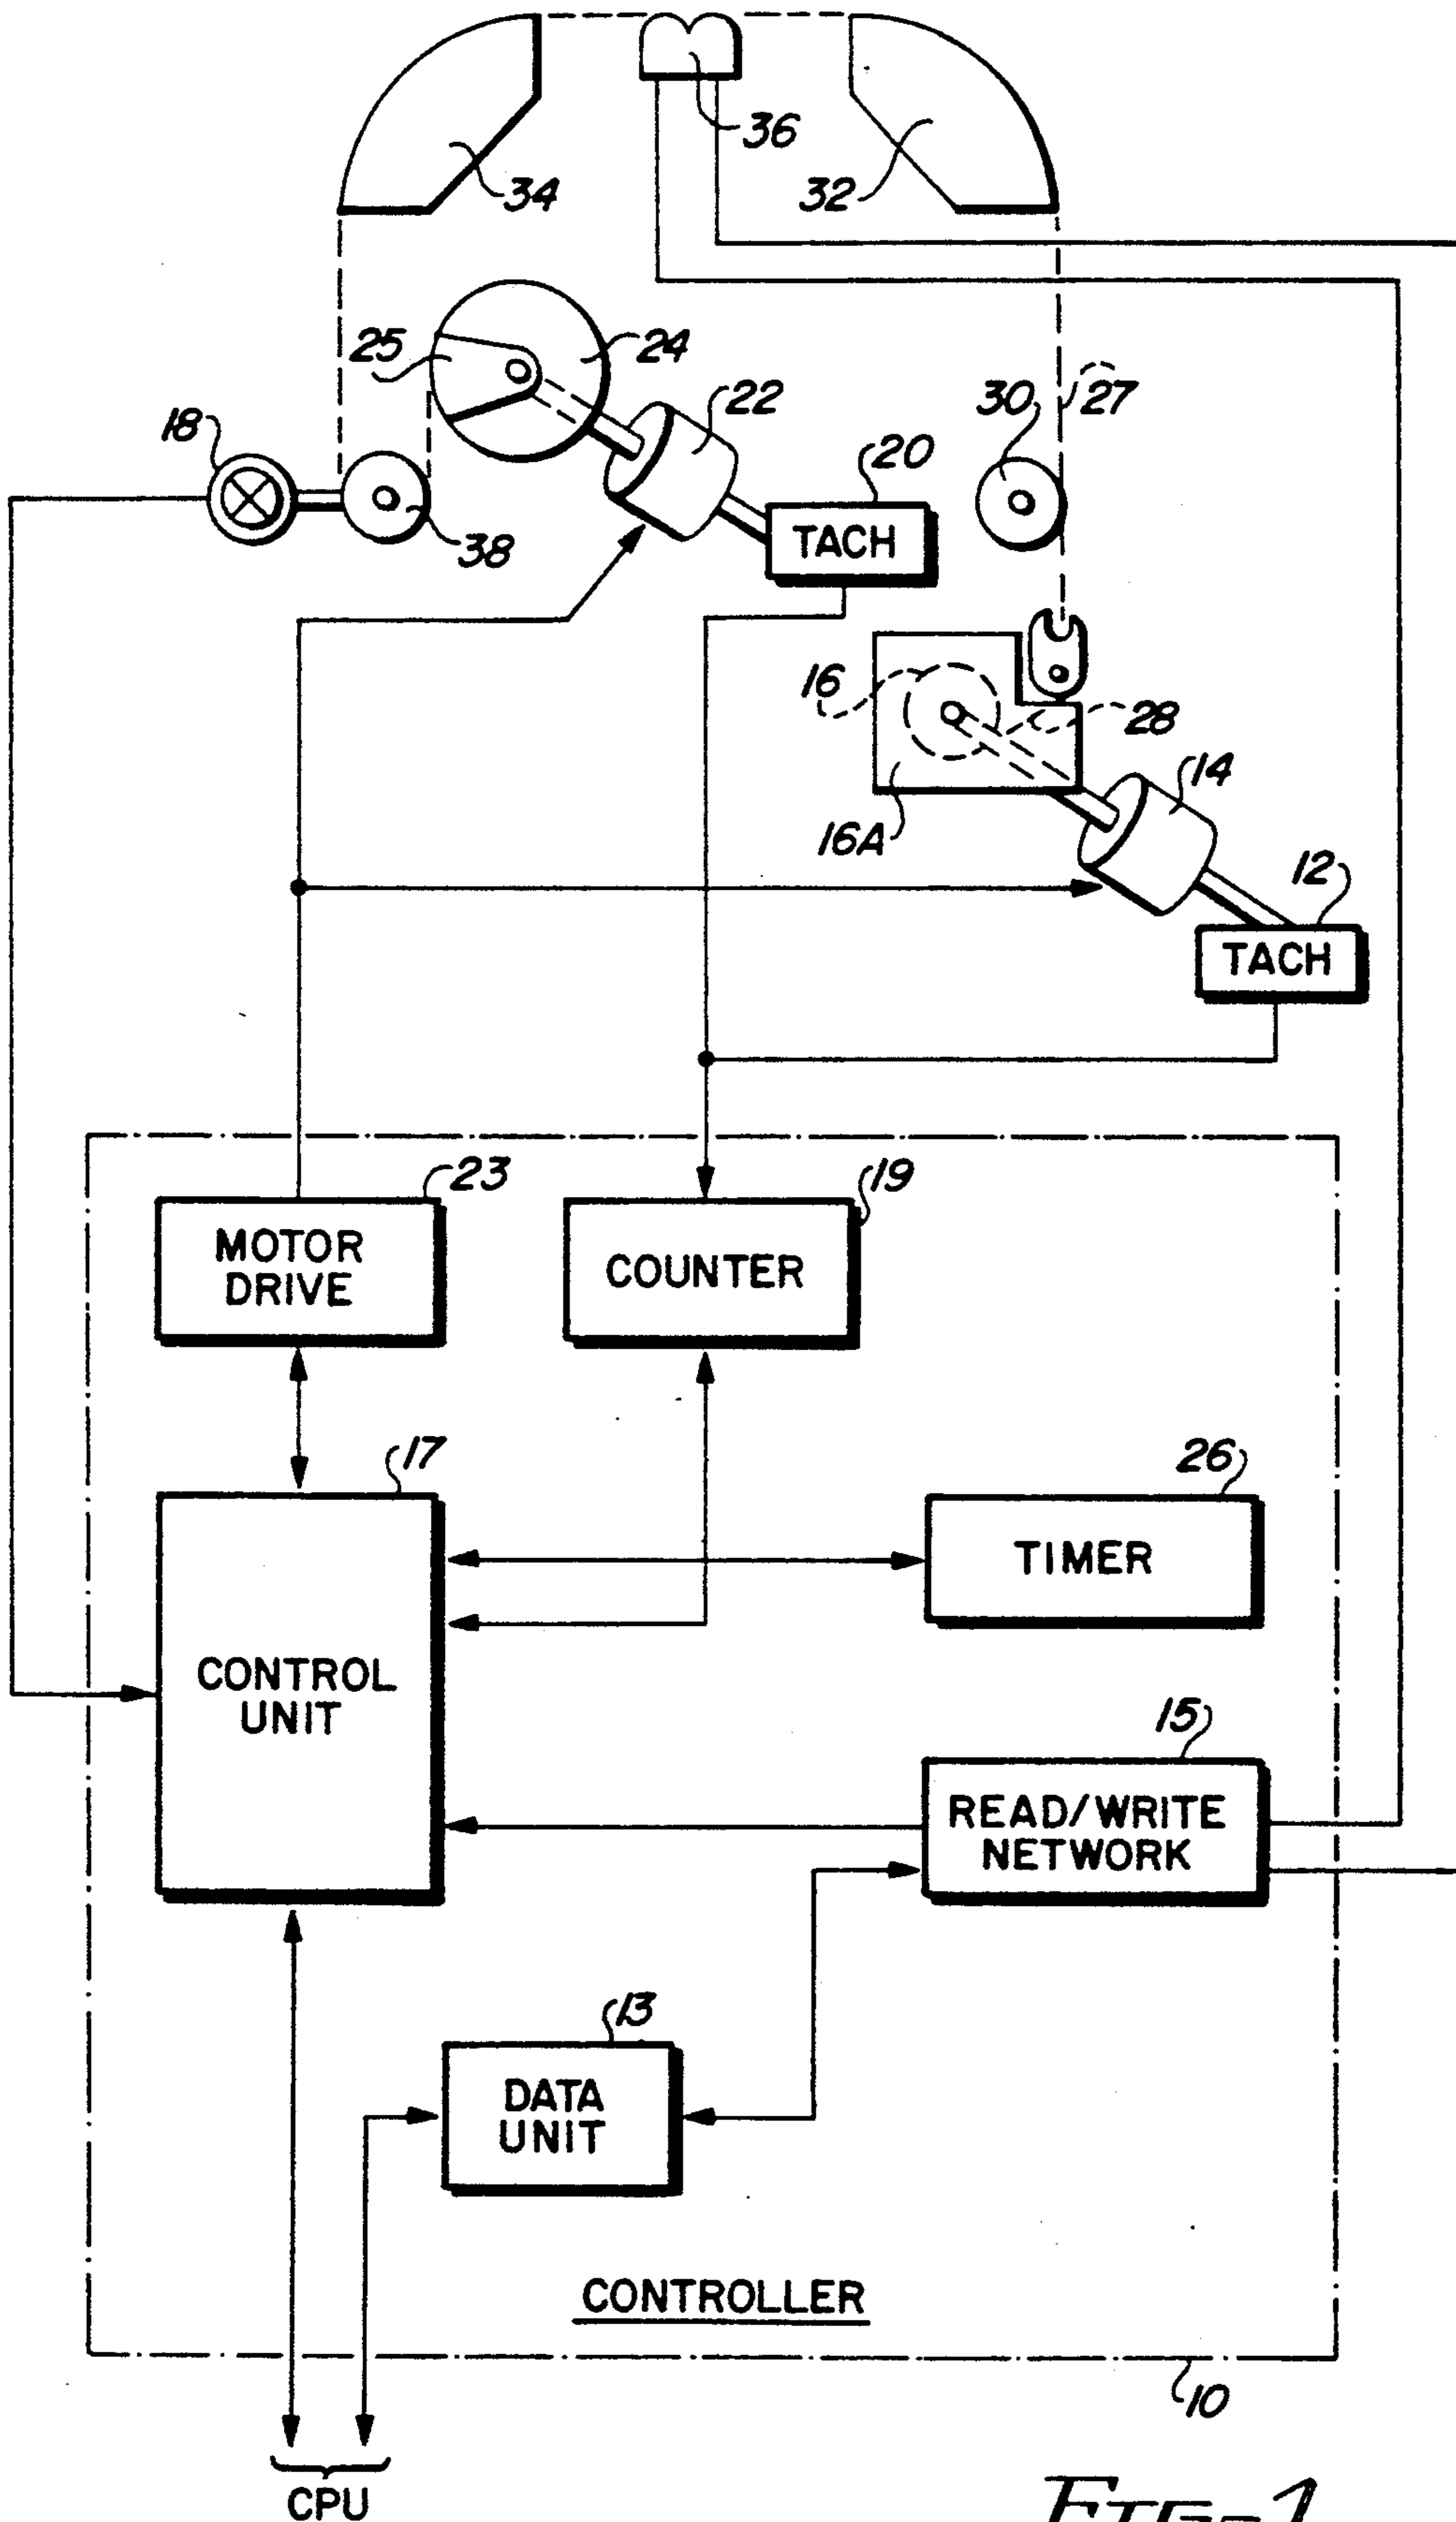 36
34
32
25
24
22
30
27
18
20
TACH
38
16
28
14
16A
12
TACH
23
19
MOTOR
DRIVE
COUNTER
17
26
TIMER
CONTROL
UNIT
15
READ/WRITE
NETWORK
13
DATA
UNIT
CONTROLLER
10
CPU
FIG-1